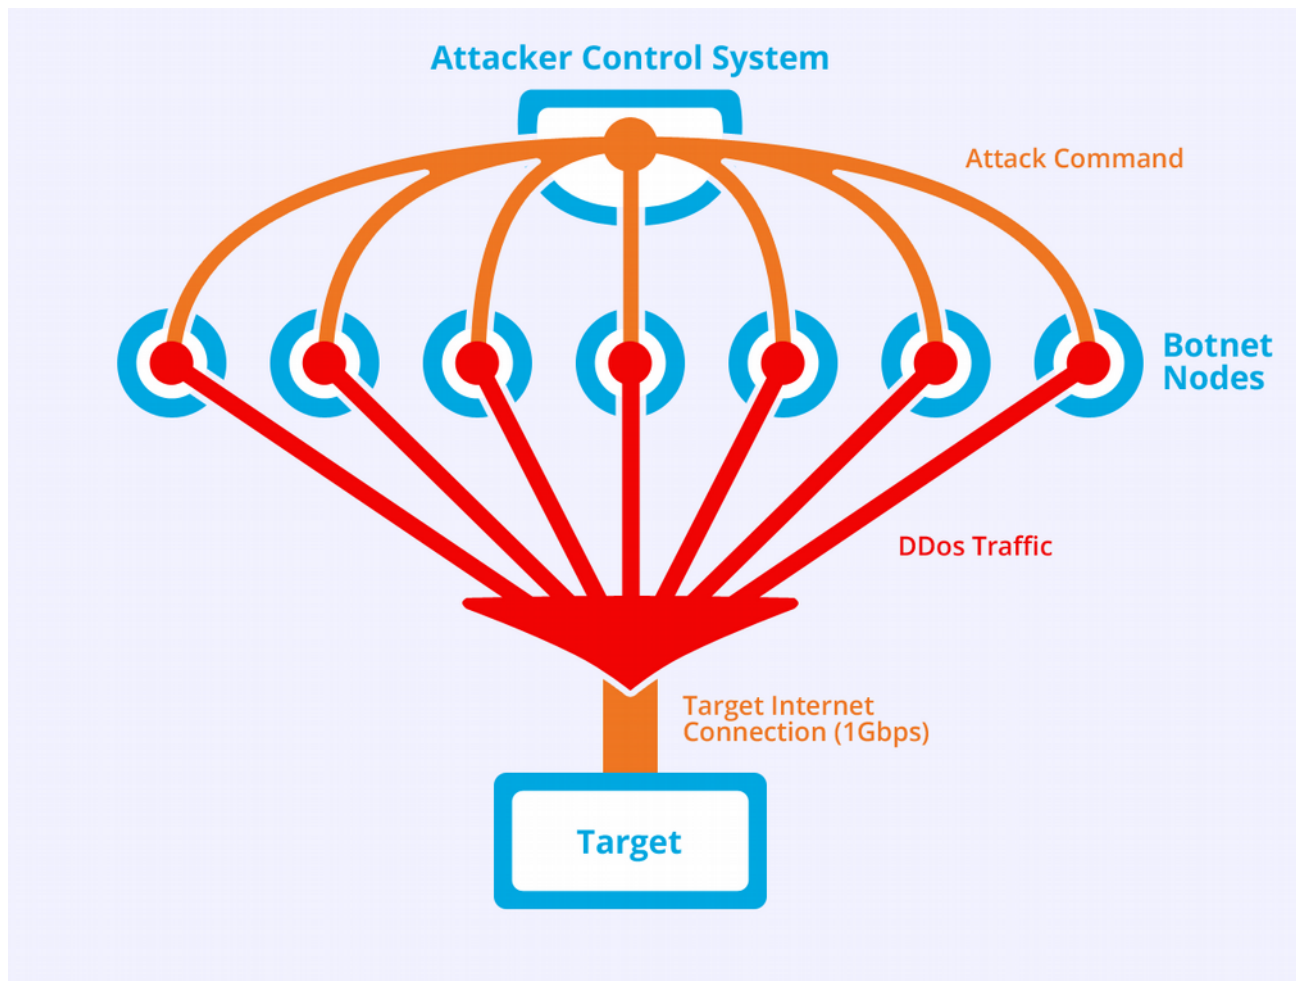 Attacker Control System
Attack Command
Botnet
Nodes
DDos Traffic
Target Internet
Connection (1Gbps)
Target